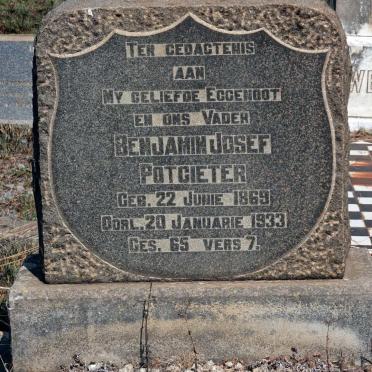 TER GEDACTENIS
AAN
MY GELIEFDE EGGENOOT
EN ONS VADER
BENJAMIN JOSEF
POTGIETER
GEB. 22 JUNIE 1869
OORL. 20 JANUARIE 1933
GES. 65 VERS 7.